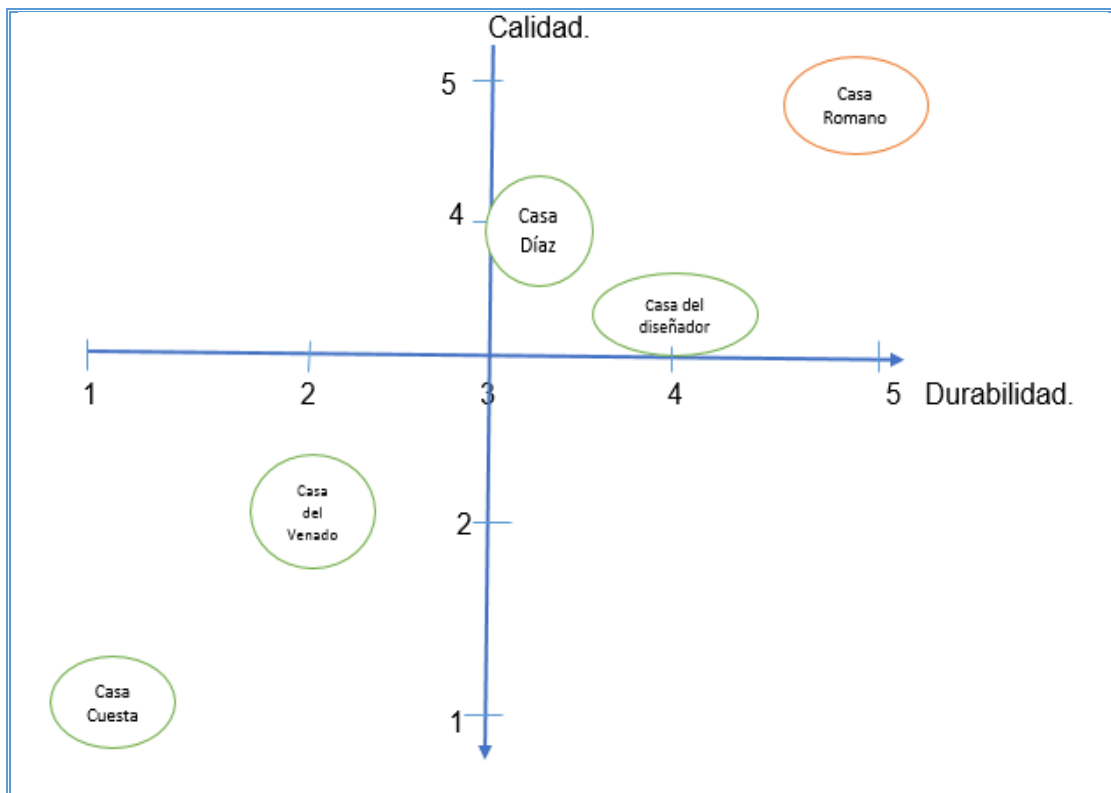 Calidad.
5
Casa
Romano
4
Casa
Díaz
Casa del
diseñador
1
2
3
4
5
Durabilidad.
Casa
del
Venado
2
Casa
Cuesta
1